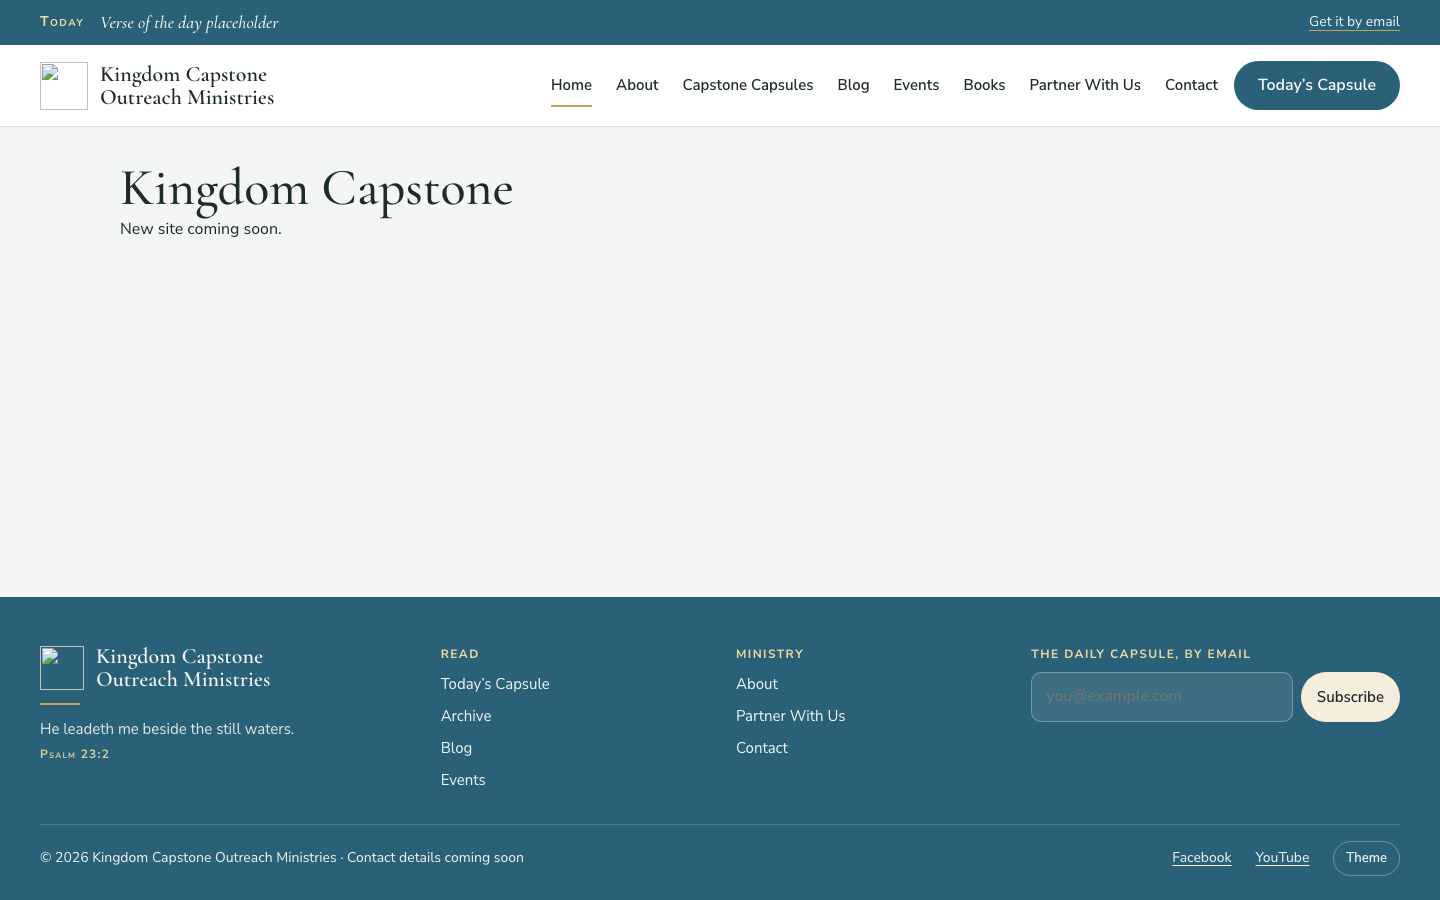 Today Verse of the day placeholder Get it by email
Kingdom Capstone
Outreach Ministries
Home About Capstone Capsules Blog Events Books Partner With Us Contact Today’s Capsule
Kingdom Capstone
New site coming soon.
Kingdom Capstone
Outreach Ministries
He leadeth me beside the still waters.
Psalm 23:2
READ
Today’s Capsule
Archive
Blog
Events
MINISTRY
About
Partner With Us
Contact
THE DAILY CAPSULE, BY EMAIL
you@example.com Subscribe
© 2026 Kingdom Capstone Outreach Ministries · Contact details coming soon Facebook YouTube Theme